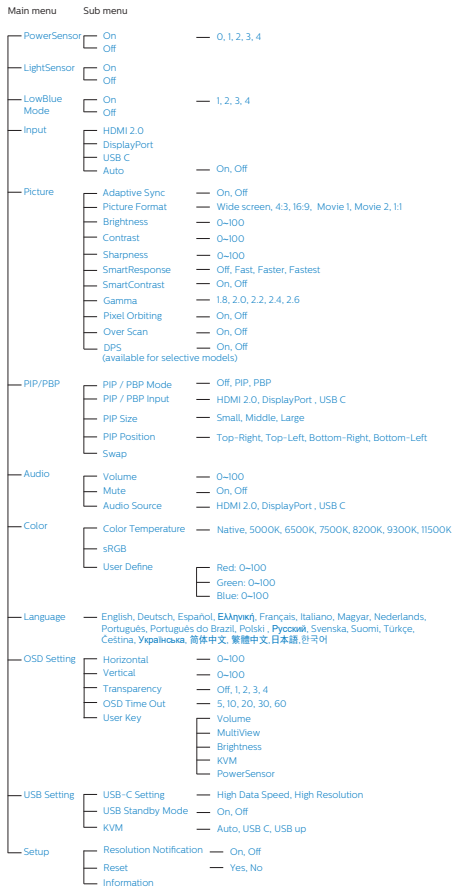 Main menu Sub menu
PowerSensor On 0, 1, 2, 3, 4
Off
LightSensor On
Off
LowBlue On 1, 2, 3, 4
Mode Off
Input HDMI 2.0
DisplayPort
USB C
Auto On, Off
Picture Adaptive Sync On, Off
Picture Format Wide screen, 4:3, 16:9, Movie 1, Movie 2, 1:1
Brightness 0~100
Contrast 0~100
Sharpness 0~100
SmartResponse Off, Fast, Faster, Fastest
SmartContrast On, Off
Gamma 1.8, 2.0, 2.2, 2.4, 2.6
Pixel Orbiting On, Off
Over Scan On, Off
DPS On, Off
(available for selective models)
PIP/PBP PIP / PBP Mode Off, PIP, PBP
PIP / PBP Input HDMI 2.0, DisplayPort , USB C
PIP Size Small, Middle, Large
PIP Position Top-Right, Top-Left, Bottom-Right, Bottom-Left
Swap
Audio Volume 0~100
Mute On, Off
Audio Source HDMI 2.0, DisplayPort , USB C
Color Color Temperature Native, 5000K, 6500K, 7500K, 8200K, 9300K, 11500K
sRGB
User Define Red: 0~100
Green: 0~100
Blue: 0~100
Language English, Deutsch, Español, Ελληνική, Français, Italiano, Magyar, Nederlands,
Português, Português do Brazil, Polski , Русский, Svenska, Suomi, Türkçe,
Čeština, Українська, 简体中文, 繁體中文,日本語,한국어
OSD Setting Horizontal 0~100
Vertical 0~100
Transparency Off, 1, 2, 3, 4
OSD Time Out 5, 10, 20, 30, 60
User Key Volume
MultiView
Brightness
KVM
PowerSensor
USB Setting USB-C Setting High Data Speed, High Resolution
USB Standby Mode On, Off
KVM Auto, USB C, USB up
Setup Resolution Notification On, Off
Reset Yes, No
Information